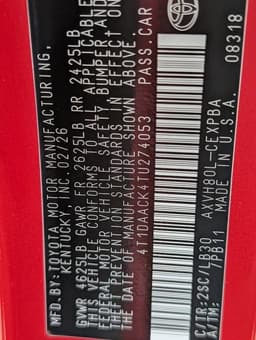 MFD.BY:TOYOTA MOTOR MANUFACTURING,
KENTUCKY,INC. 02/26
GVWR 4625LB GAWR FR 2625LB RR 2425LB
THIS VEHICLE CONFORMS TO ALL APPLICABLE
FEDERAL MOTOR VEHICLE SAFETY, BUMPER, AND
THEFT PREVENTION STANDARDS IN EFFECT ON
THE DATE OF MANUFACTURE SHOWN ABOVE.
4T1DAACK4TU274053 PASS.CAR
C/TR:2SC/LB30 AXVH80L-CEXPBA
A/TM: 7PB11 MADE IN U.S.A. 08318